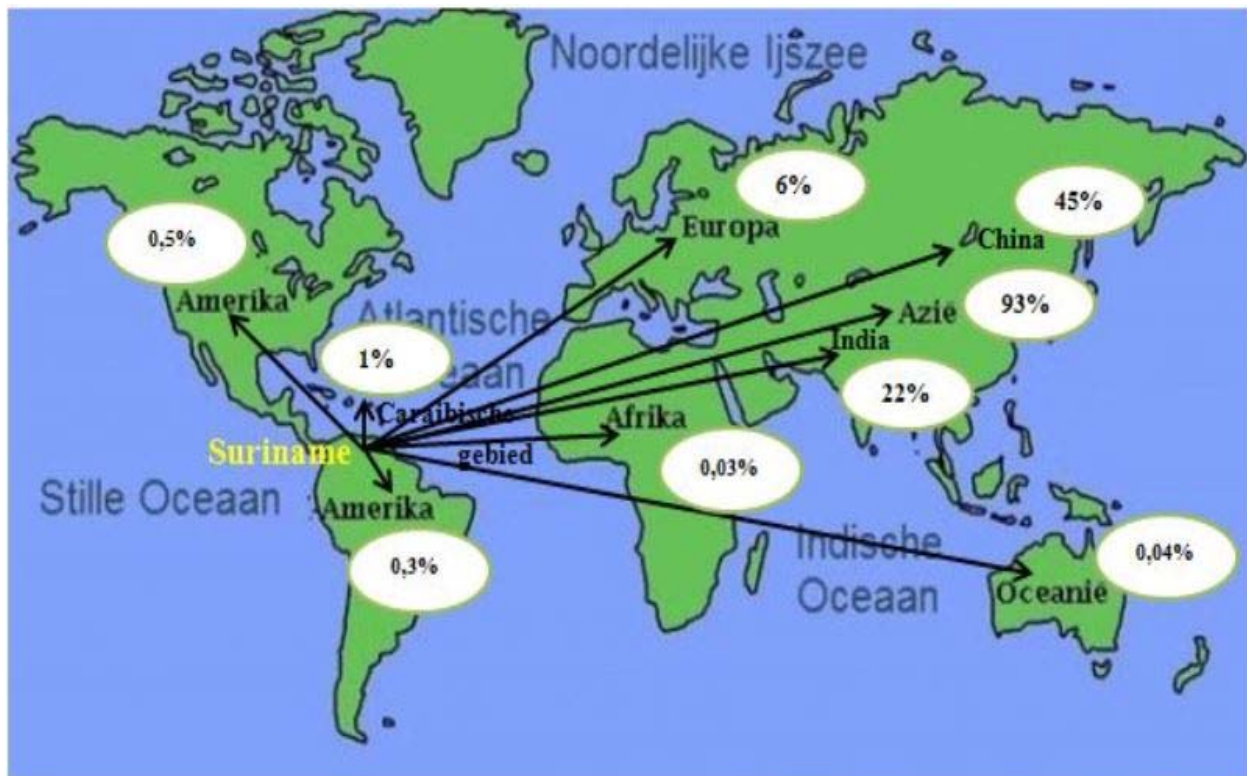 Noordelijke Ijszee
6%
45%
Europa
China
0,5%
Amerika
Atlantische
Azië
93%
1%
India
22%
Caraibische
Afrika
Suriname
gebied
0,03%
Stille Oceaan
Amerika
0,3%
Indische
Oceaan
0,04%
Oceanië